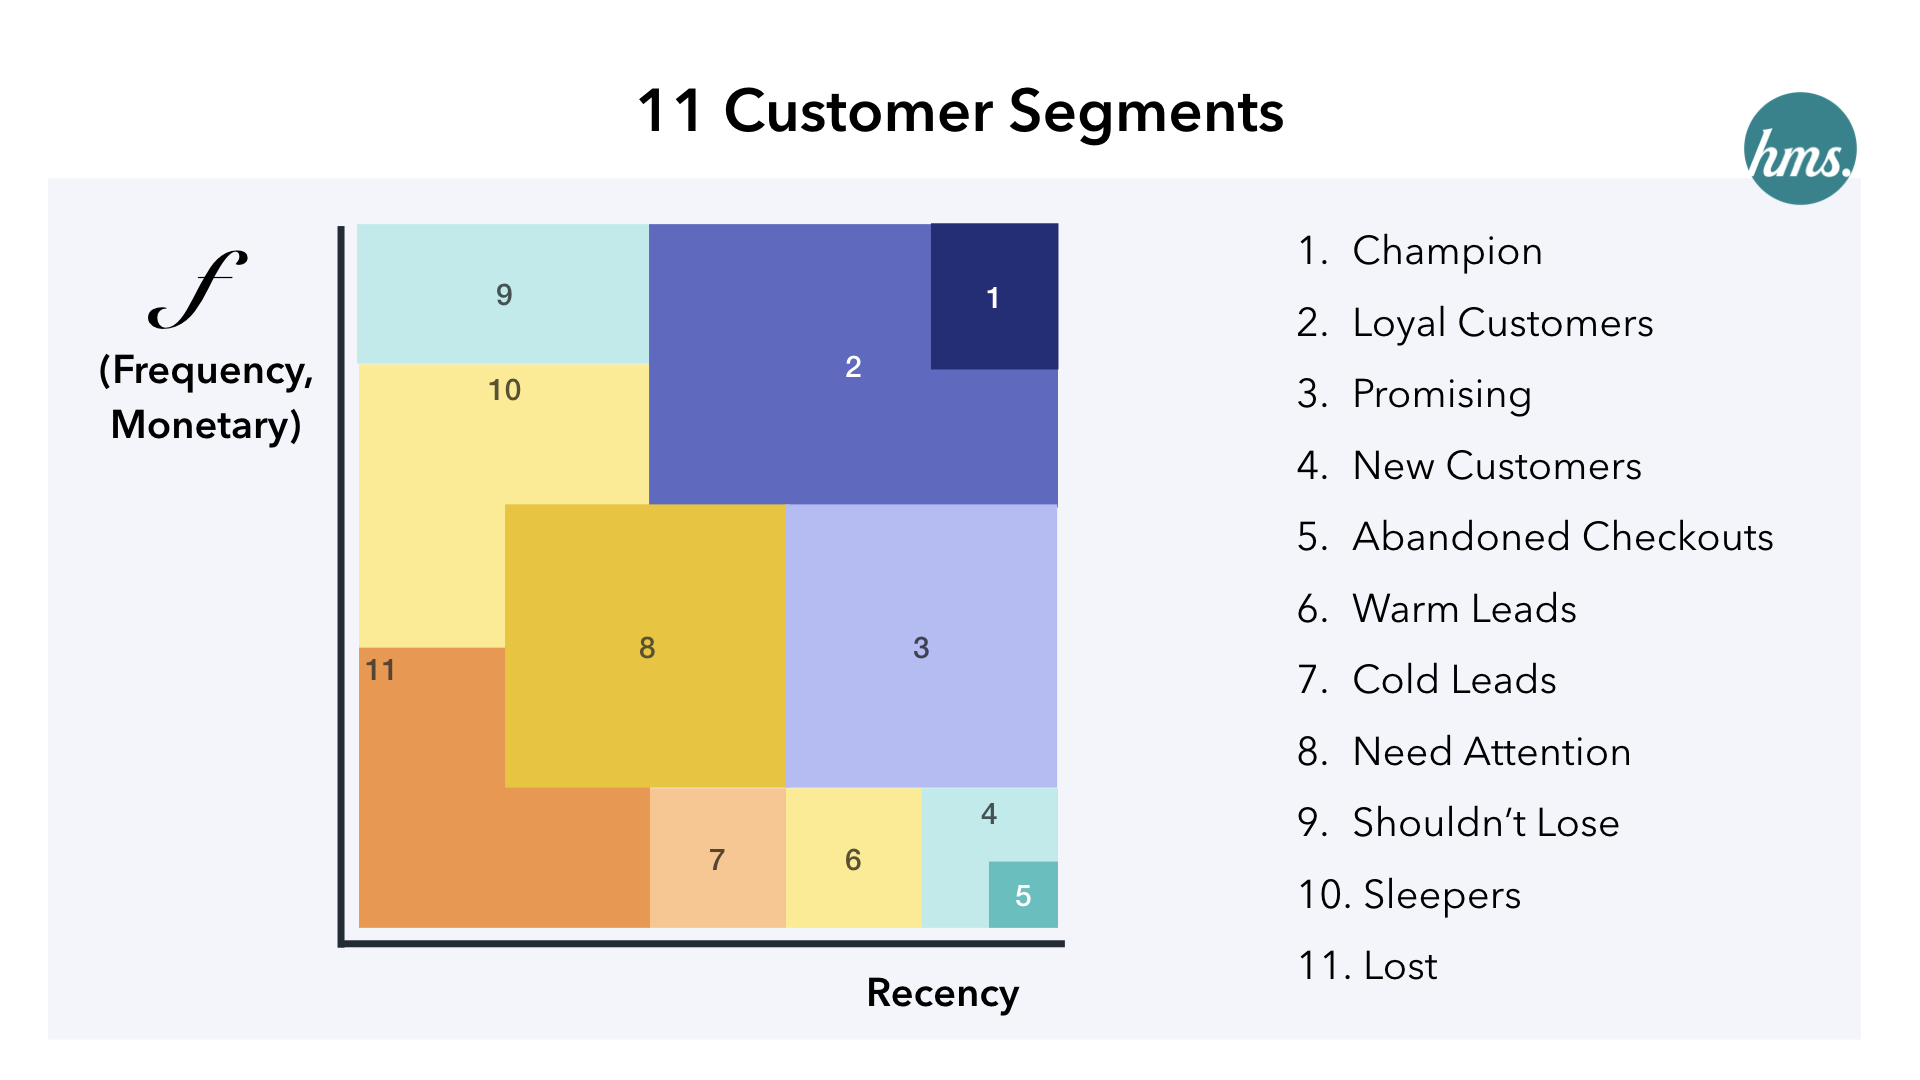 11 Customer Segments
hms.
f
(Frequency,
Monetary)
9
1
2
10
8
3
11
4
7
6
5
Recency
1. Champion
2. Loyal Customers
3. Promising
4. New Customers
5. Abandoned Checkouts
6. Warm Leads
7. Cold Leads
8. Need Attention
9. Shouldn’t Lose
10. Sleepers
11. Lost